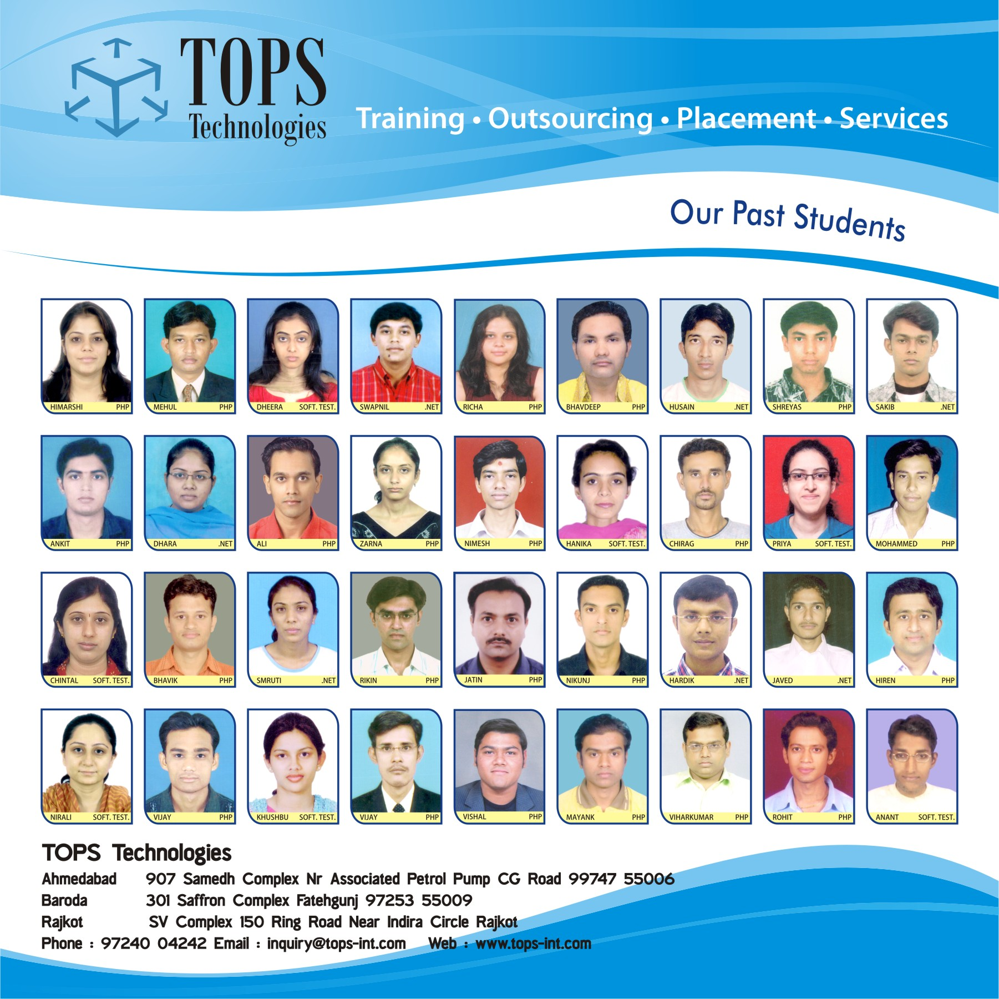 TOPS
Technologies
Training • Outsourcing • Placement • Services
Our Past Students
HIMARSHI PHP
MEHUL PHP
DHEERA SOFT. TEST.
SWAPNIL .NET
RICHA PHP
BHAVDEEP PHP
HUSAIN .NET
SHREYAS PHP
SAKIB .NET
ANKIT PHP
DHARA .NET
ALI PHP
ZARNA PHP
NIMESH PHP
HANIKA SOFT. TEST.
CHIRAG PHP
PRIYA SOFT. TEST.
MOHAMMED PHP
CHINTAL SOFT. TEST.
BHAVIK PHP
SMRUTI .NET
RIKIN PHP
JATIN PHP
NIKUNJ PHP
HARDIK .NET
JAVED .NET
HIREN PHP
NIRALI SOFT. TEST.
VIJAY PHP
KHUSHBU SOFT. TEST.
VIJAY PHP
VISHAL PHP
MAYANK PHP
VIHARKUMAR PHP
ROHIT PHP
ANANT SOFT. TEST.
TOPS Technologies
Ahmedabad 907 Samedh Complex Nr Associated Petrol Pump CG Road 99747 55006
Baroda 301 Saffron Complex Fatehgunj 97253 55009
Rajkot SV Complex 150 Ring Road Near Indira Circle Rajkot
Phone : 97240 04242 Email : inquiry@tops-int.com Web : www.tops-int.com